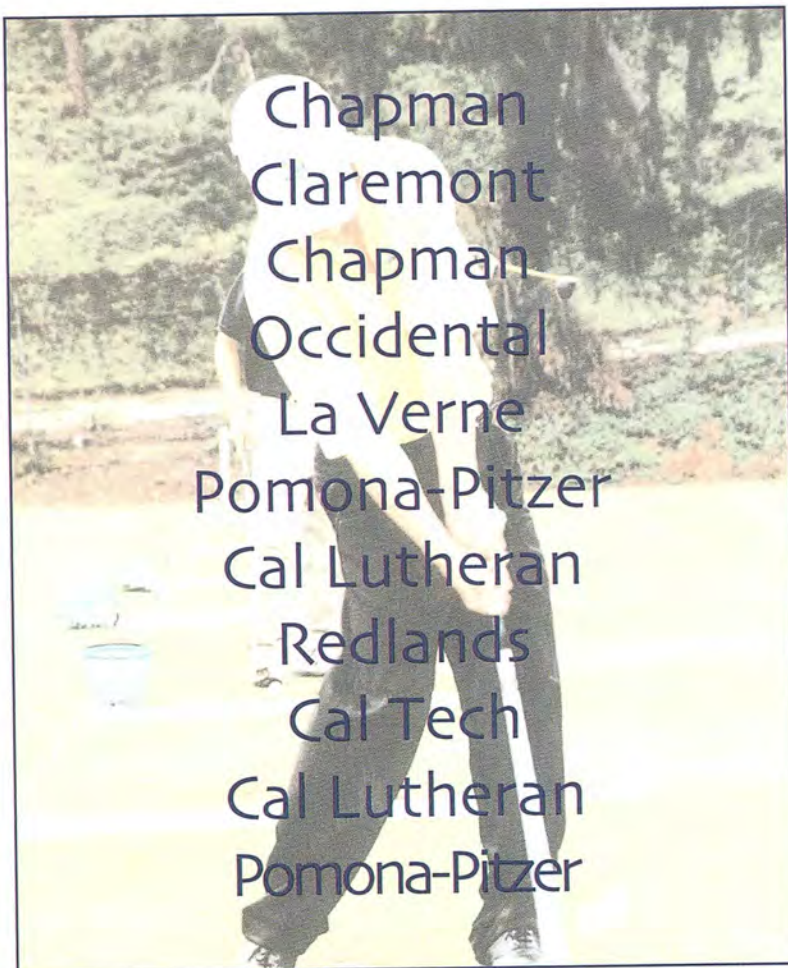 Chapman
Claremont
Chapman
Occidental
La Verne
Pomona-Pitzer
Cal Lutheran
Redlands
Cal Tech
Cal Lutheran
Pomona-Pitzer